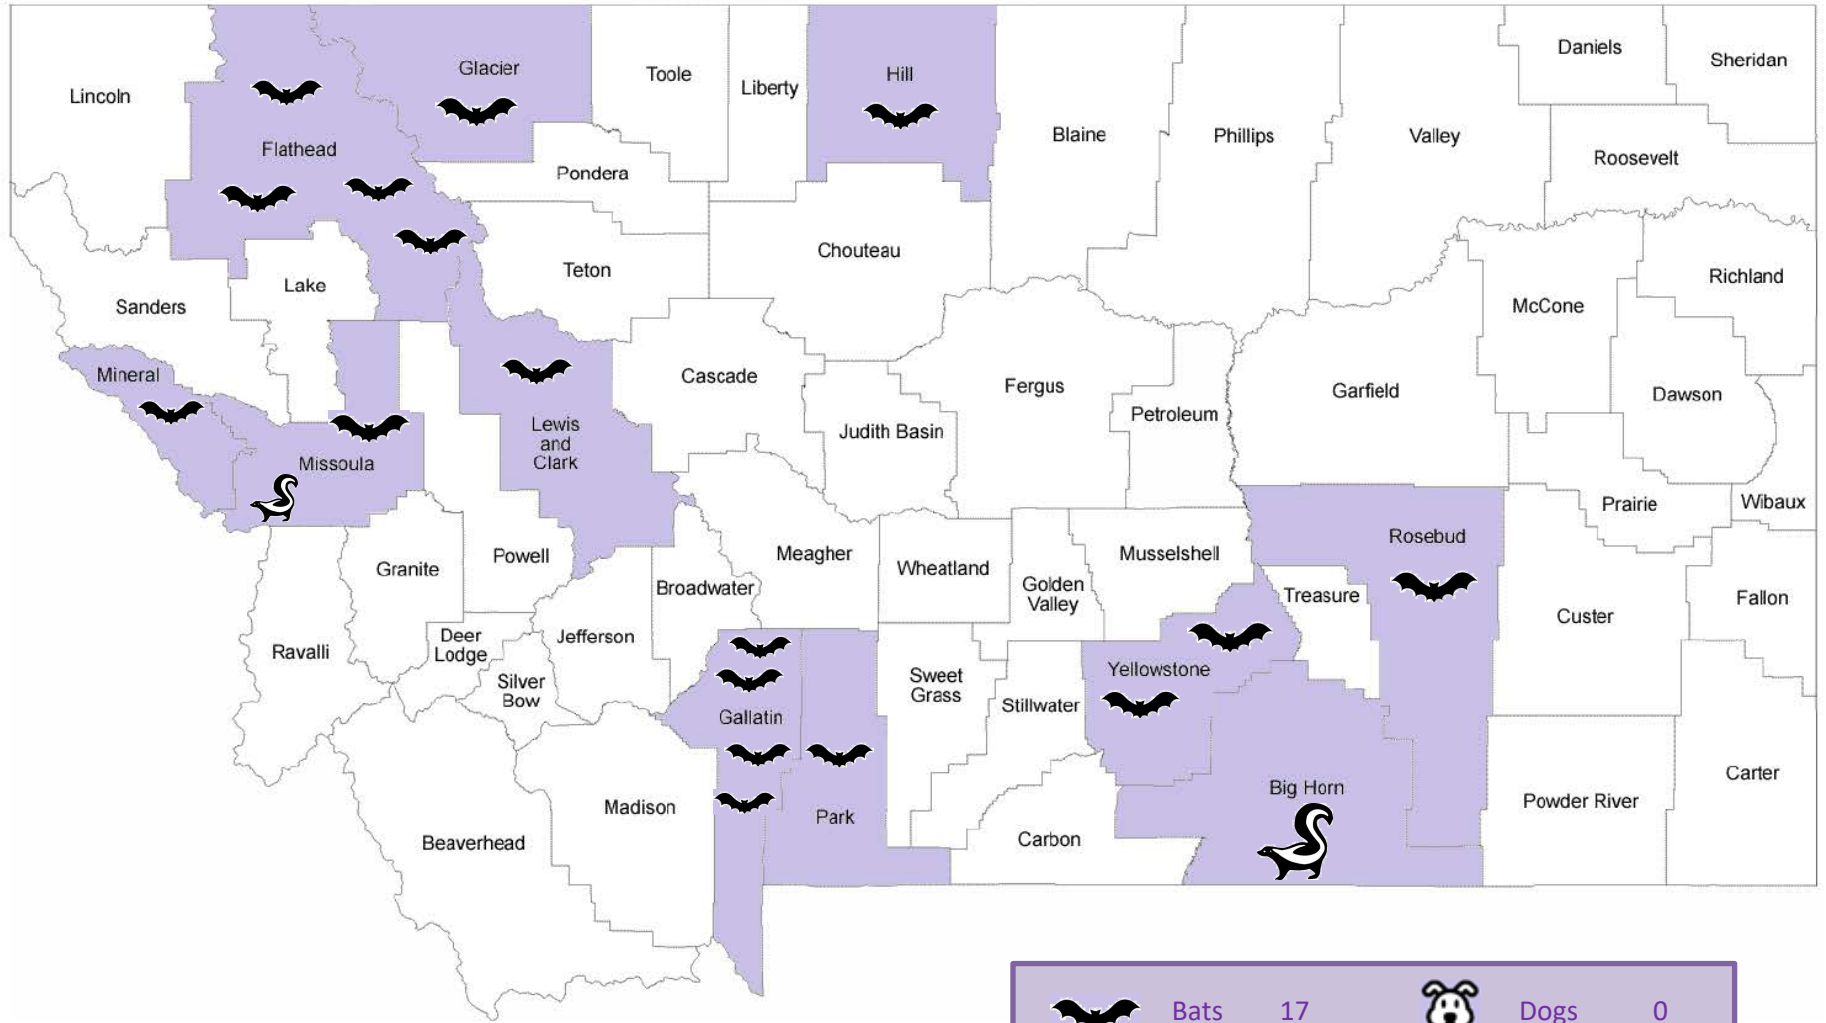 Lincoln
Glacier
Toole
Liberty
Hill
Blaine
Phillips
Valley
Daniels
Sheridan
Roosevelt
Flathead
Pondera
Chouteau
Teton
Lake
Sanders
Richland
McCone
Mineral
Cascade
Fergus
Garfield
Dawson
Petroleum
Judith Basin
Lewis
and
Clark
Missoula
Prairie
Wibaux
Rosebud
Meagher
Musselshell
Powell
Granite
Wheatland
Golden
Valley
Broadwater
Treasure
Fallon
Custer
Jefferson
Deer
Lodge
Ravalli
Silver
Bow
Yellowstone
Sweet
Grass
Stillwater
Gallatin
Carter
Big Horn
Powder River
Madison
Park
Carbon
Beaverhead
Bats 17 Dogs 0